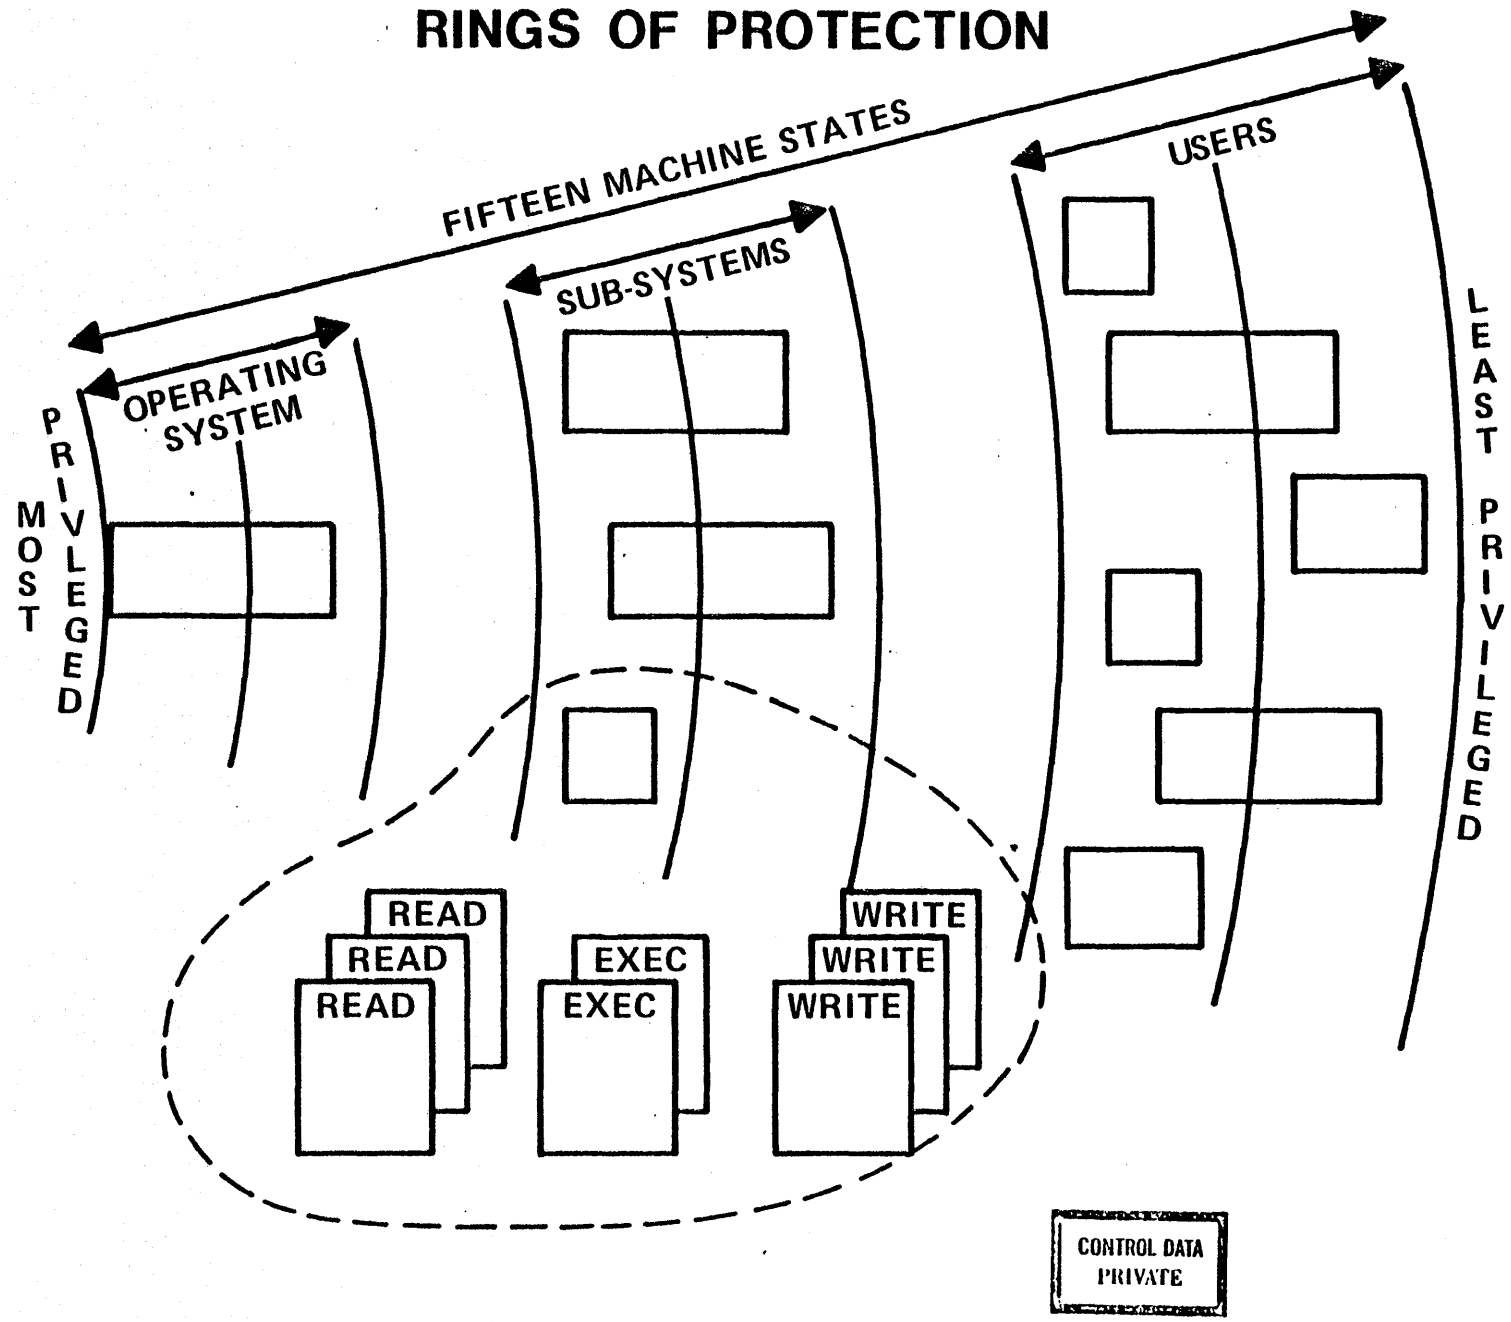 RINGS OF PROTECTION
FIFTEEN MACHINE STATES
USERS
SUB-SYSTEMS
OPERATING
SYSTEM
MOST
PRIVLEGED
LEAST PRIVILEGED
READ
READ
READ
EXEC
EXEC
WRITE
WRITE
WRITE
CONTROL DATA
PRIVATE